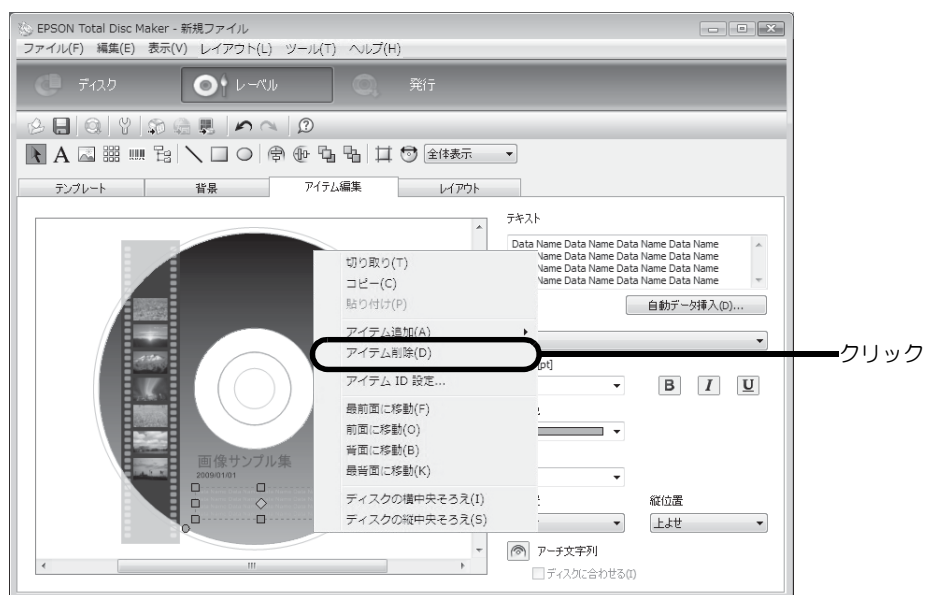 EPSON Total Disc Maker - 新規ファイル
ファイル(F) 編集(E) 表示(V) レイアウト(L) ツール(T) ヘルプ(H)
ディスク レーベル 発行
全体表示
テンプレート 背景 アイテム編集 レイアウト
テキスト
Data Name Data Name Data Name Data Name
Name Data Name Data Name Data Name
Name Data Name Data Name Data Name
Name Data Name Data Name Data Name
自動データ挿入(D)...
切り取り(T)
コピー(C)
貼り付け(P)
アイテム追加(A)
アイテム削除(D)
クリック
アイテム ID 設定...
最前面に移動(F)
前面に移動(O)
背面に移動(B)
最背面に移動(K)
ディスクの横中央そろえ(I)
ディスクの縦中央そろえ(S)
[pt]
B I U
画像サンプル集
2009/01/01
縦位置
上よせ
アーチ文字列
ディスクに合わせる(I)